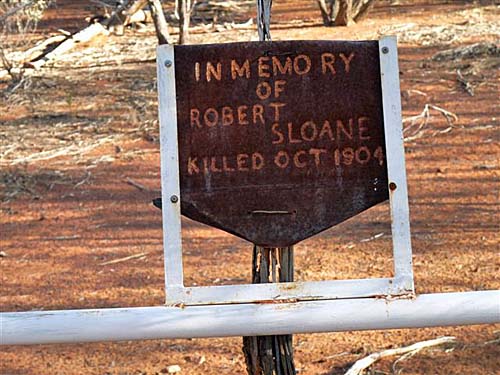 IN MEMORY
OF
ROBERT
SLOANE
KILLED OCT 1904